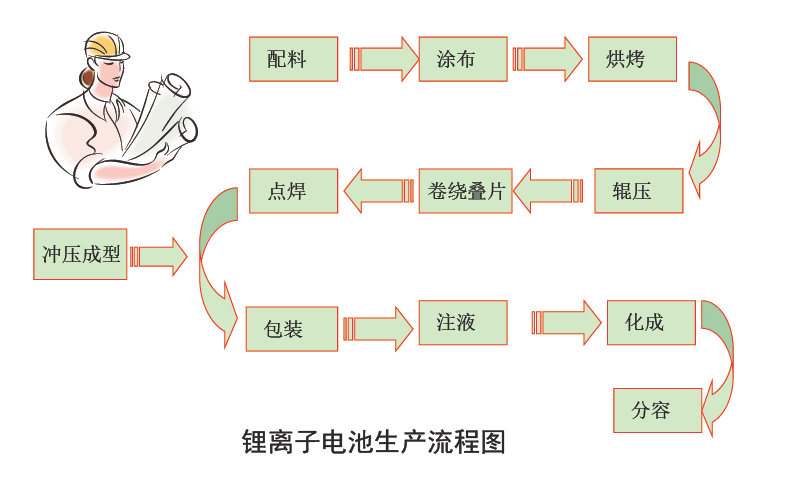 配料
涂布
烘烤
辊压
卷绕叠片
点焊
冲压成型
包装
注液
化成
分容
锂离子电池生产流程图